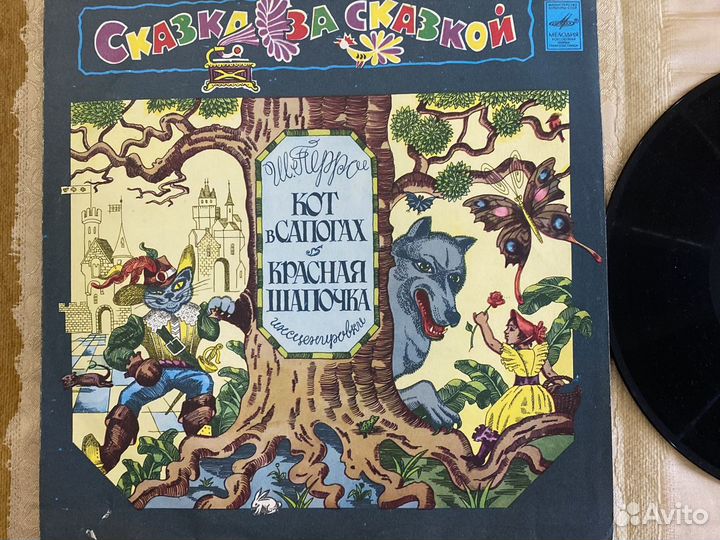 СКАЗКА ЗА СКАЗКОЙ
МЕЛОДИЯ
Ш. Перро
КОТ
в САПОГАХ
КРАСНАЯ
ШАПОЧКА
инсценировки
Avito